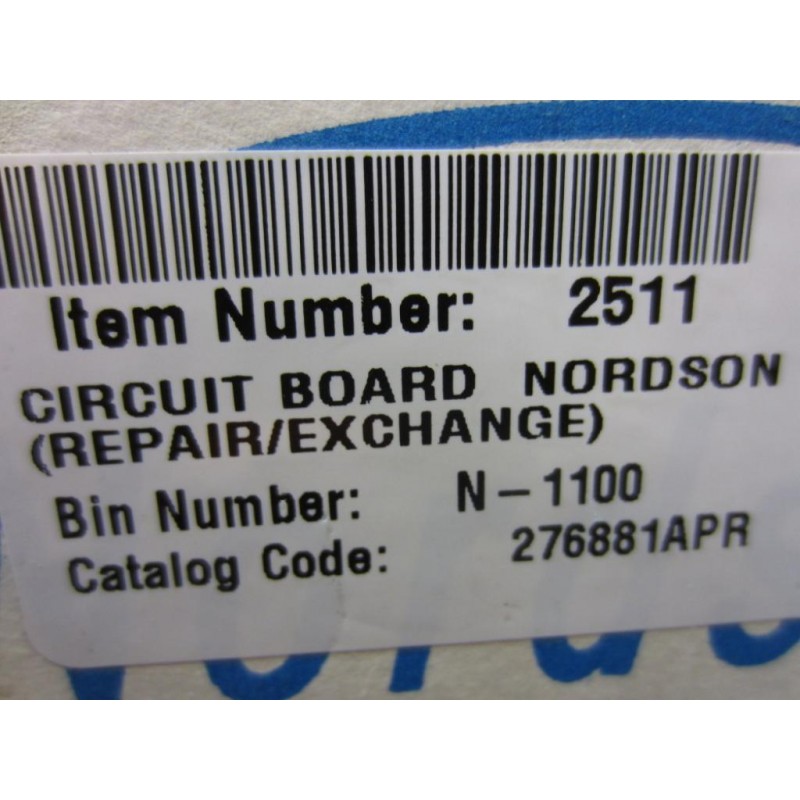 Item Number: 2511
CIRCUIT BOARD NORDSON
(REPAIR/EXCHANGE)
Bin Number: N-1100
Catalog Code: 276881APR